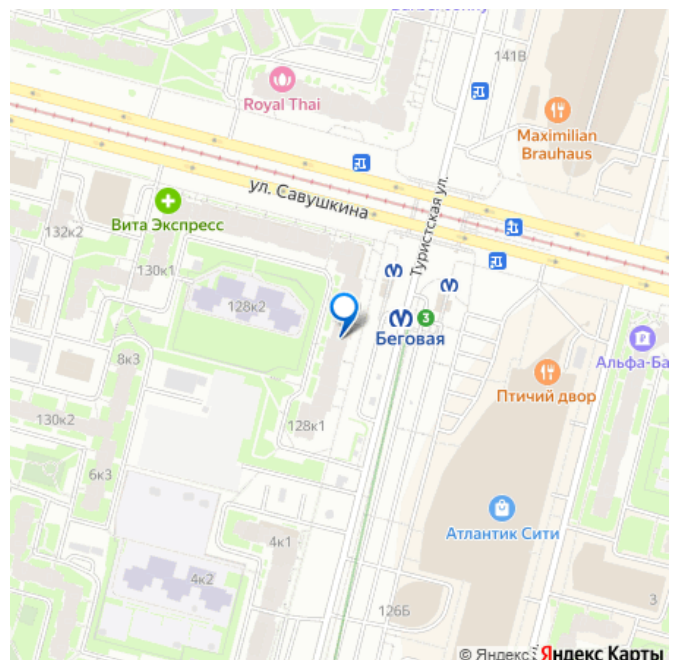 141В
Royal Thai
Maximilian
Brauhaus
ул. Савушкина
Туристская ул.
Вита Экспресс
132к2
130к1
128к2
3
Беговая
8к3
Птичий двор
Альфа-Ба
130к2
128к1
6к3
Атлантик Сити
4к1
4к2
126Б
3
© Яндекс
Яндекс Карты